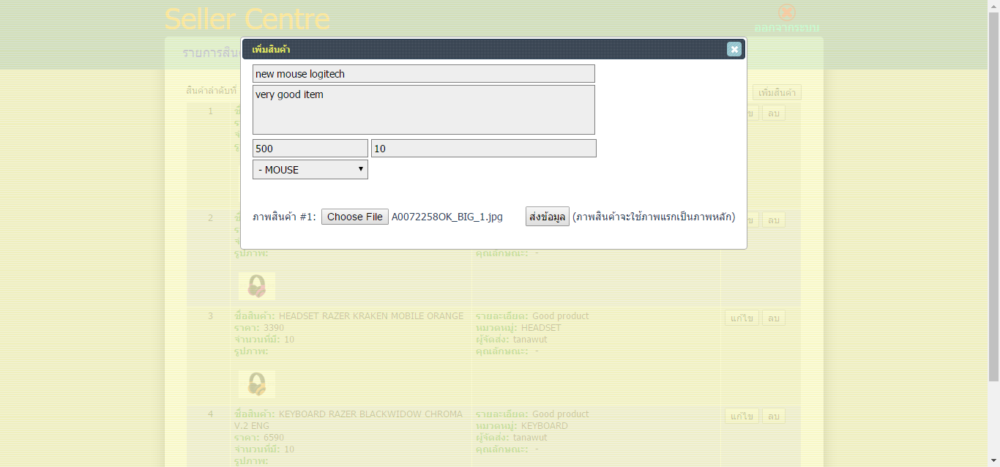 Seller Centre
ออกจากระบบ
เพิ่มสินค้า
รายการสิน
new mouse logitech
very good item
สินค้าลำดับที่
เพิ่มสินค้า
1
ลบ
500 10
- MOUSE
2
ลบ
ภาพสินค้า #1: Choose File A0072258OK_BIG_1.jpg ส่งข้อมูล (ภาพสินค้าจะใช้ภาพแรกเป็นภาพหลัก)
รูปภาพ: คุณลักษณะ: -
3 ชื่อสินค้า: HEADSET RAZER KRAKEN MOBILE ORANGE รายละเอียด: Good product แก้ไข ลบ
ราคา: 3390 หมวดหมู่: HEADSET
จำนวนที่มี: 10 ผู้จัดส่ง: tanawut
รูปภาพ: คุณลักษณะ: -
4 ชื่อสินค้า: KEYBOARD RAZER BLACKWIDOW CHROMA รายละเอียด: Good product แก้ไข ลบ
V.2 ENG หมวดหมู่: KEYBOARD
ราคา: 6590 ผู้จัดส่ง: tanawut
จำนวนที่มี: 10 คุณลักษณะ: -
รูปภาพ: